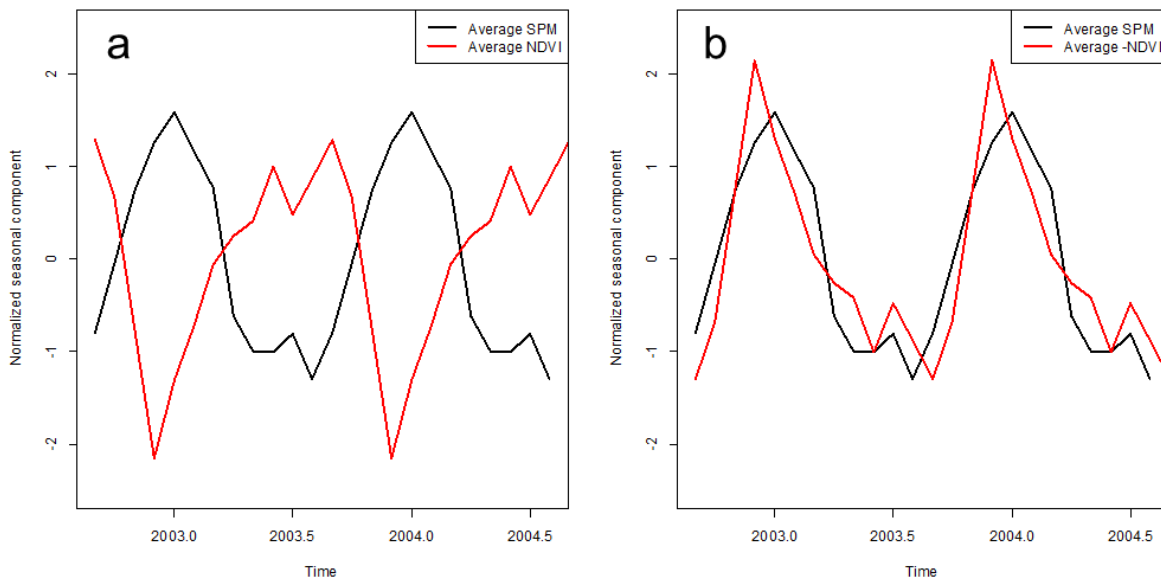 a
Average SPM
Average NDVI
Normalized seasonal component
2
1
0
-1
-2
2003.0 2003.5 2004.0 2004.5
Time
b
Average SPM
Average -NDVI
Normalized seasonal component
2
1
0
-1
-2
2003.0 2003.5 2004.0 2004.5
Time